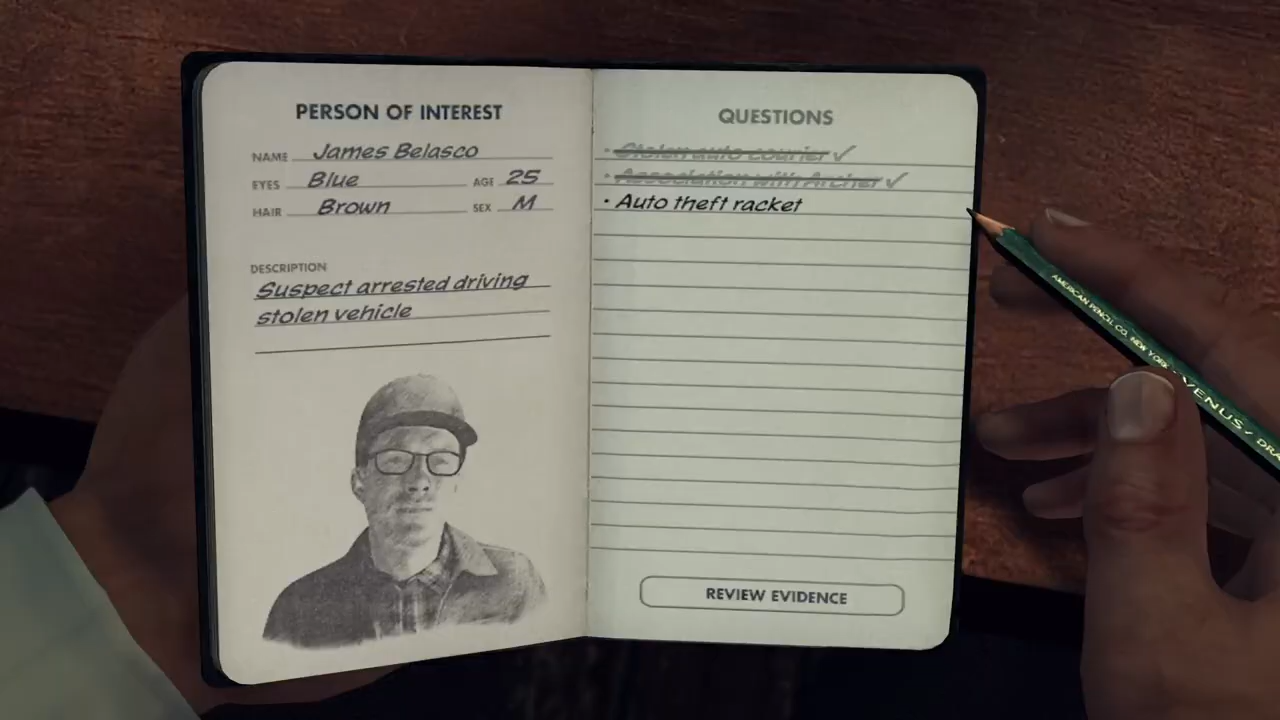 PERSON OF INTEREST
NAME James Belasco
EYES Blue AGE 25
HAIR Brown SEX M
DESCRIPTION
Suspect arrested driving
stolen vehicle
QUESTIONS
· Stolen auto courier ✓
· Association with Archer ✓
· Auto theft racket
REVIEW EVIDENCE
AMERICAN PENCIL CO. NEW YORK
VENUS/ DRA